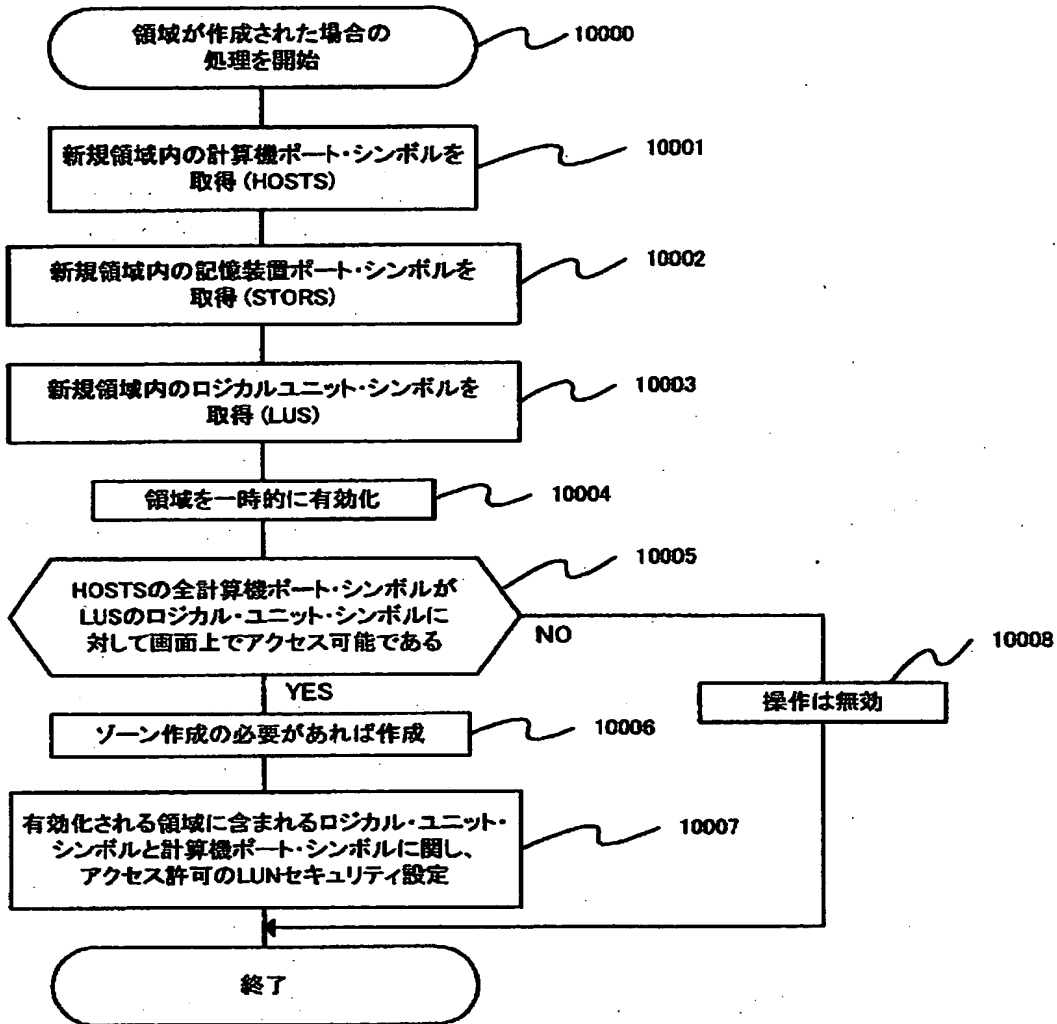 領域が作成された場合の
処理を開始
10000
新規領域内の計算機ポート・シンボルを
取得 (HOSTS)
10001
新規領域内の記憶装置ポート・シンボルを
取得 (STORS)
10002
新規領域内のロジカルユニット・シンボルを
取得 (LUS)
10003
領域を一時的に有効化
10004
HOSTSの全計算機ポート・シンボルが
LUSのロジカル・ユニット・シンボルに
対して画面上でアクセス可能である
10005
NO
YES
10008
操作は無効
ゾーン作成の必要があれば作成
10006
有効化される領域に含まれるロジカル・ユニット・
シンボルと計算機ポート・シンボルに関し、
アクセス許可のLUNセキュリティ設定
10007
終了